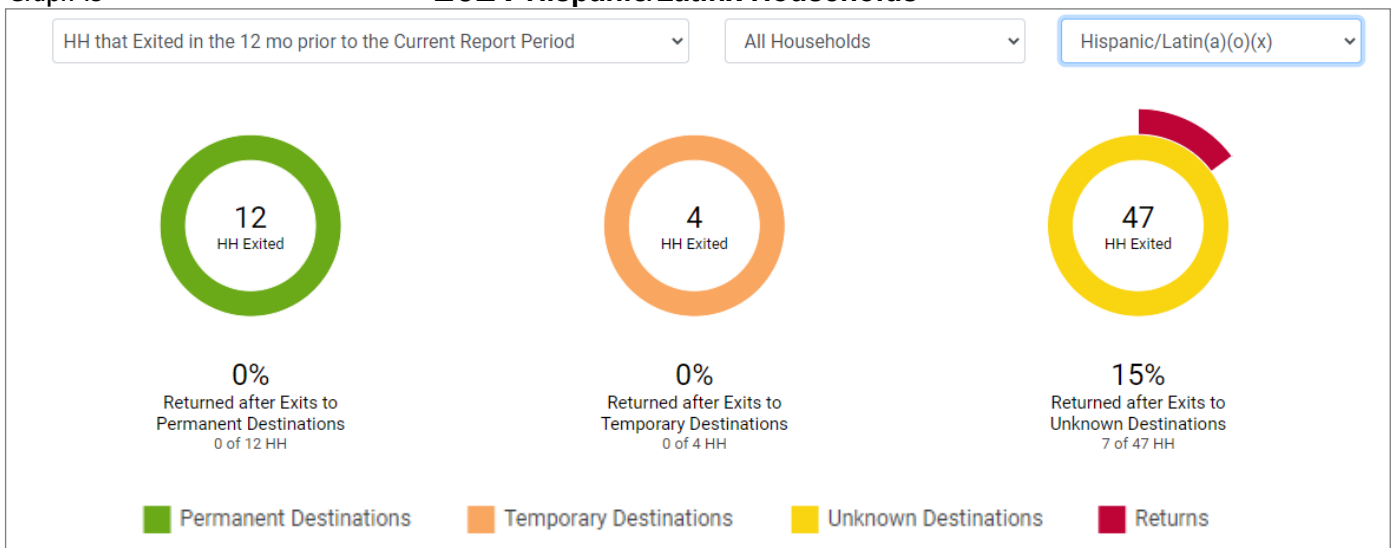 HH that Exited in the 12 mo prior to the Current Report Period
All Households
Hispanic/Latin(a)(o)(x)
12
HH Exited
4
HH Exited
47
HH Exited
0%
Returned after Exits to
Permanent Destinations
0 of 12 HH
0%
Returned after Exits to
Temporary Destinations
0 of 4 HH
15%
Returned after Exits to
Unknown Destinations
7 of 47 HH
Permanent Destinations
Temporary Destinations
Unknown Destinations
Returns